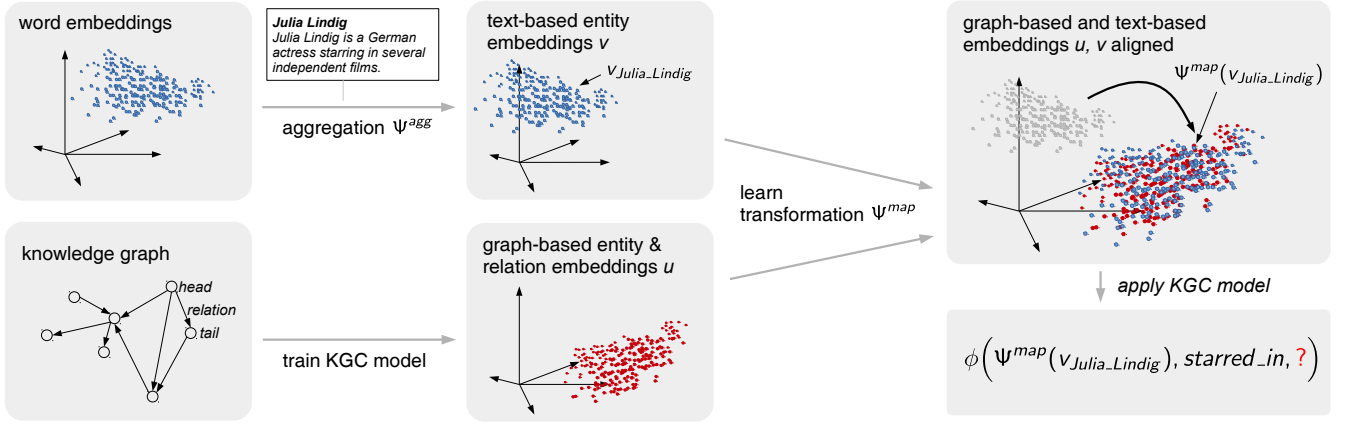 word embeddings
Julia Lindig
Julia Lindig is a German
actress starring in several
independent films.
aggregation Ψ^agg
text-based entity
embeddings v
v_Julia_Lindig
knowledge graph
head
relation
tail
train KGC model
graph-based entity &
relation embeddings u
learn
transformation Ψ^map
graph-based and text-based
embeddings u, v aligned
Ψ^map(v_Julia_Lindig)
apply KGC model
ϕ(Ψ^map(v_Julia_Lindig), starred_in, ?)